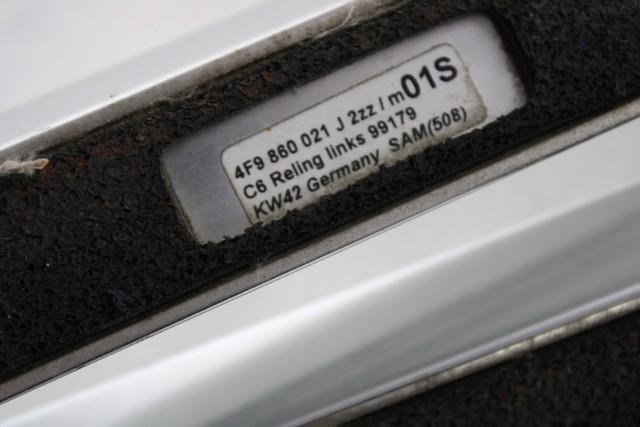 4F9 860 021 J 2zz / m01S
C6 Reling links 99179
KW42 Germany SAM(508)